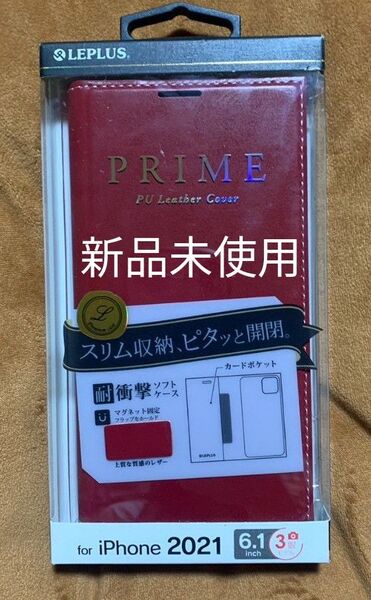 LEPLUS
PRIME
PU Leather Cover
新品未使用
L
スリム収納、ピタッと開閉。
耐衝撃 ソフトケース
マグネット固定
フラップをホールド
上質な質感のレザー
カードポケット
LEPLUS
for iPhone 2021
6.1 inch
3